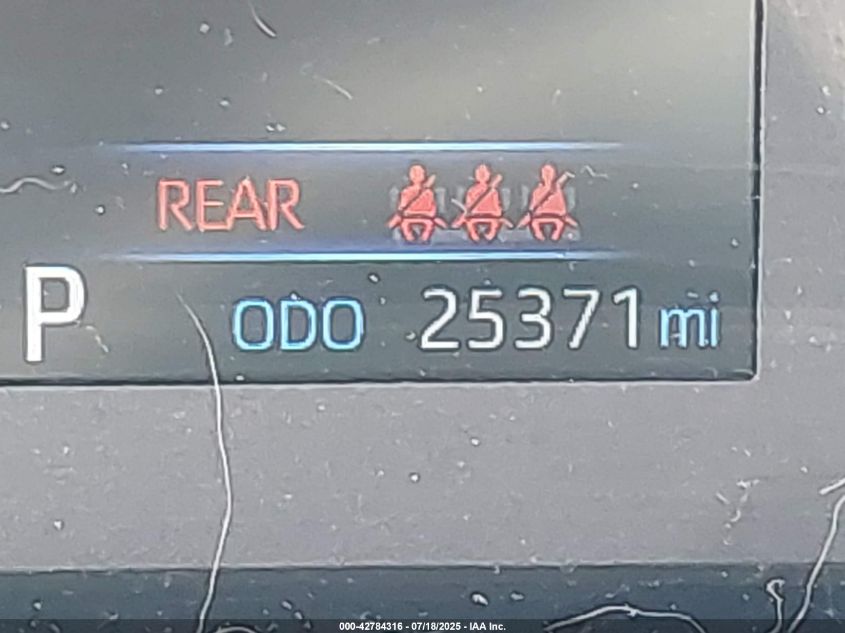 REAR
P ODO 25371 mi
000-42784316 - 07/18/2025 - IAA Inc.